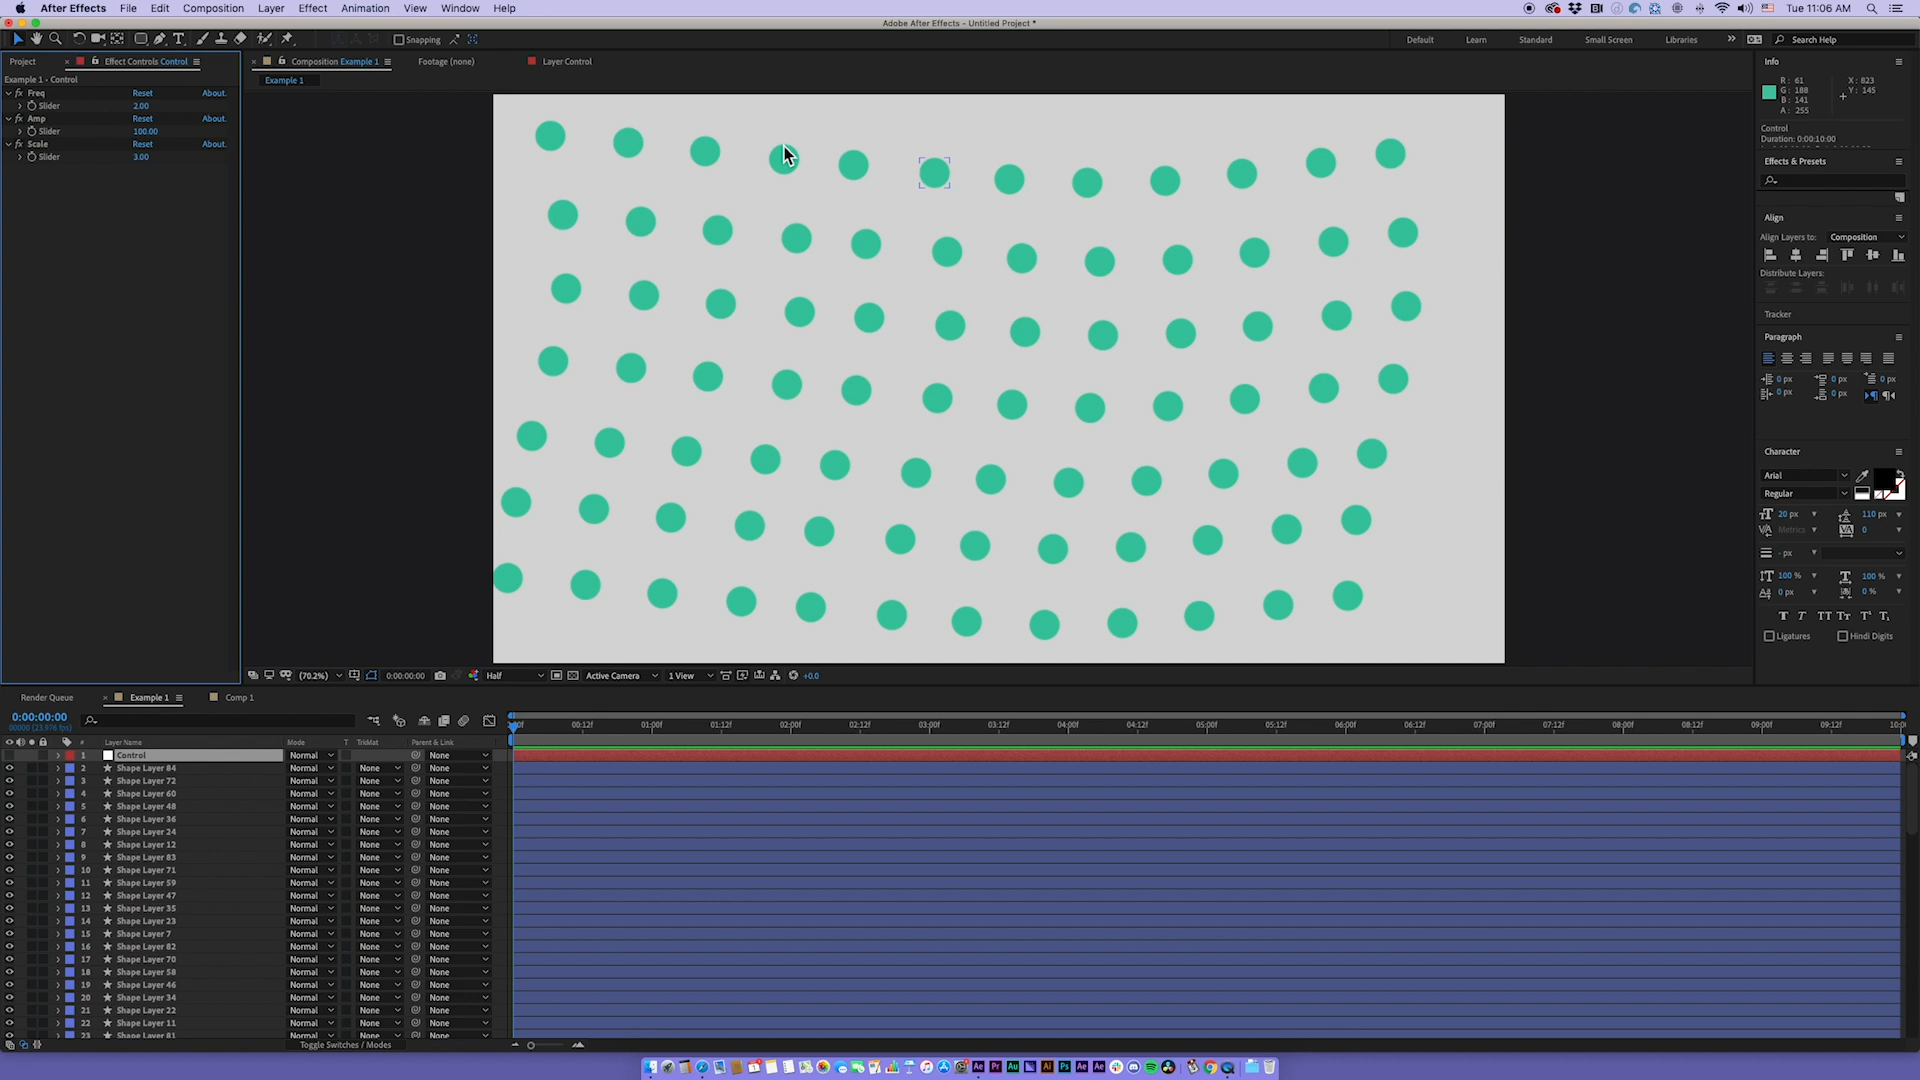 After Effects File Edit Composition Layer Effect Animation View Window Help Tue 11:06 AM
Adobe After Effects - Untitled Project *
Snapping Default Learn Standard Small Screen Libraries Search Help
Project Effect Controls Control Composition Example 1 Footage (none) Layer Control Info
Example 1 - Control
Example 1
Freq Reset About.
Slider 2.00
Amp Reset About.
Slider 100.00
Scale Reset About.
Slider 3.00
R: 61
G: 188
B: 141
A: 255
X: 823
Y: 145
Control
Duration: 0:00:10:00
Effects & Presets
Align
Align Layers to: Composition
Distribute Layers:
Tracker
Paragraph
0 px 0 px 0 px
0 px 0 px
Character
Arial
Regular
20 px 110 px
Metrics 0
- px
100 % 100 %
0 px 0 %
T T TT Tr T¹ T₁
Ligatures Hindi Digits
(70.2%) 0:00:00:00 Half Active Camera 1 View +0.0
Render Queue Example 1 Comp 1
0:00:00:00
00000 (23.976 fps)
00:12f 01:00f 01:12f 02:00f 02:12f 03:00f 03:12f 04:00f 04:12f 05:00f 05:12f 06:00f 06:12f 07:00f 07:12f 08:00f 08:12f 09:00f 09:12f 10:0
# Layer Name Mode T TrkMat Parent & Link
1 Control Normal None
2 Shape Layer 84 Normal None None
3 Shape Layer 72 Normal None None
4 Shape Layer 60 Normal None None
5 Shape Layer 48 Normal None None
6 Shape Layer 36 Normal None None
7 Shape Layer 24 Normal None None
8 Shape Layer 12 Normal None None
9 Shape Layer 83 Normal None None
10 Shape Layer 71 Normal None None
11 Shape Layer 59 Normal None None
12 Shape Layer 47 Normal None None
13 Shape Layer 35 Normal None None
14 Shape Layer 23 Normal None None
15 Shape Layer 7 Normal None None
16 Shape Layer 82 Normal None None
17 Shape Layer 70 Normal None None
18 Shape Layer 58 Normal None None
19 Shape Layer 46 Normal None None
20 Shape Layer 34 Normal None None
21 Shape Layer 22 Normal None None
22 Shape Layer 11 Normal None None
23 Shape Layer 81 Normal None None
Toggle Switches / Modes